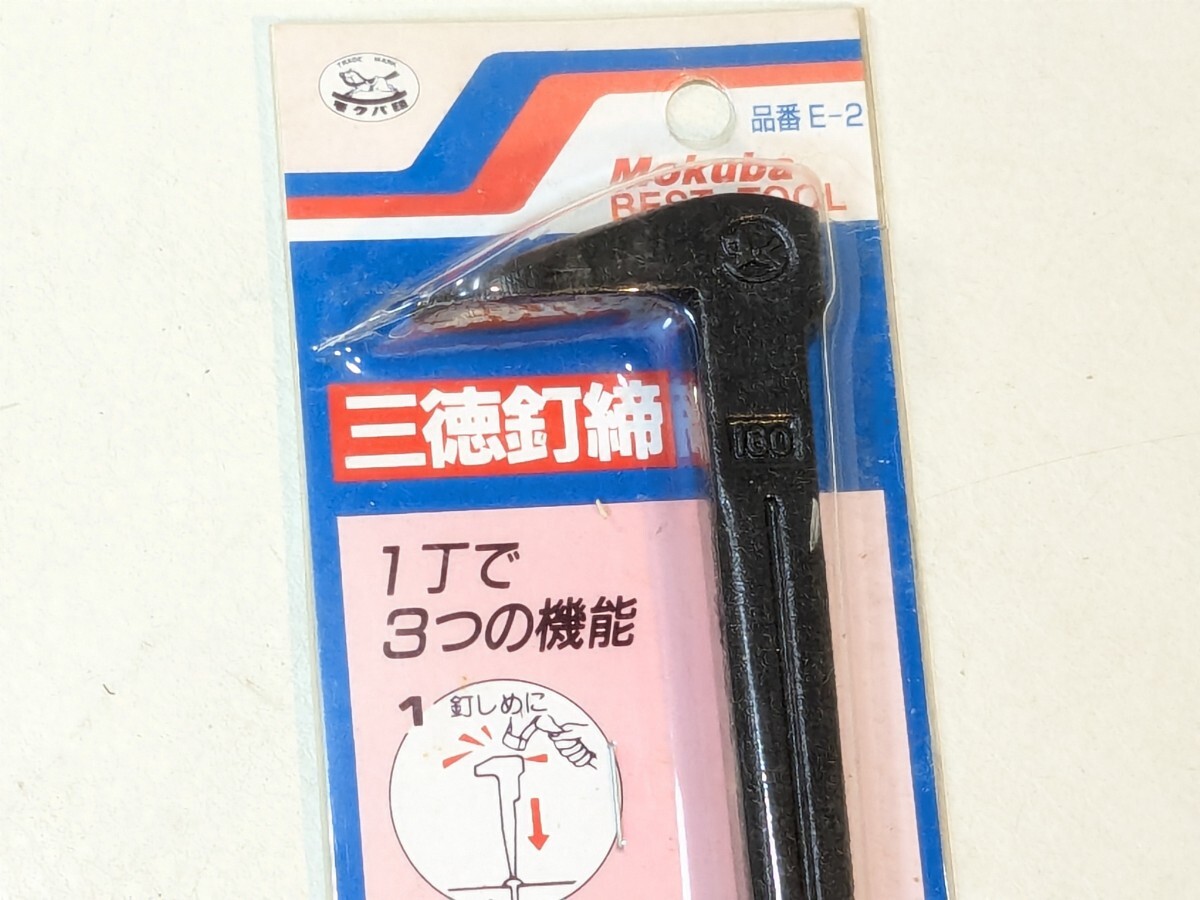 TRADE MARK
モクバ印
品番 E-2
Mokuba
BEST TOOL
三徳釘締
160
1丁で
3つの機能
1 釘しめに